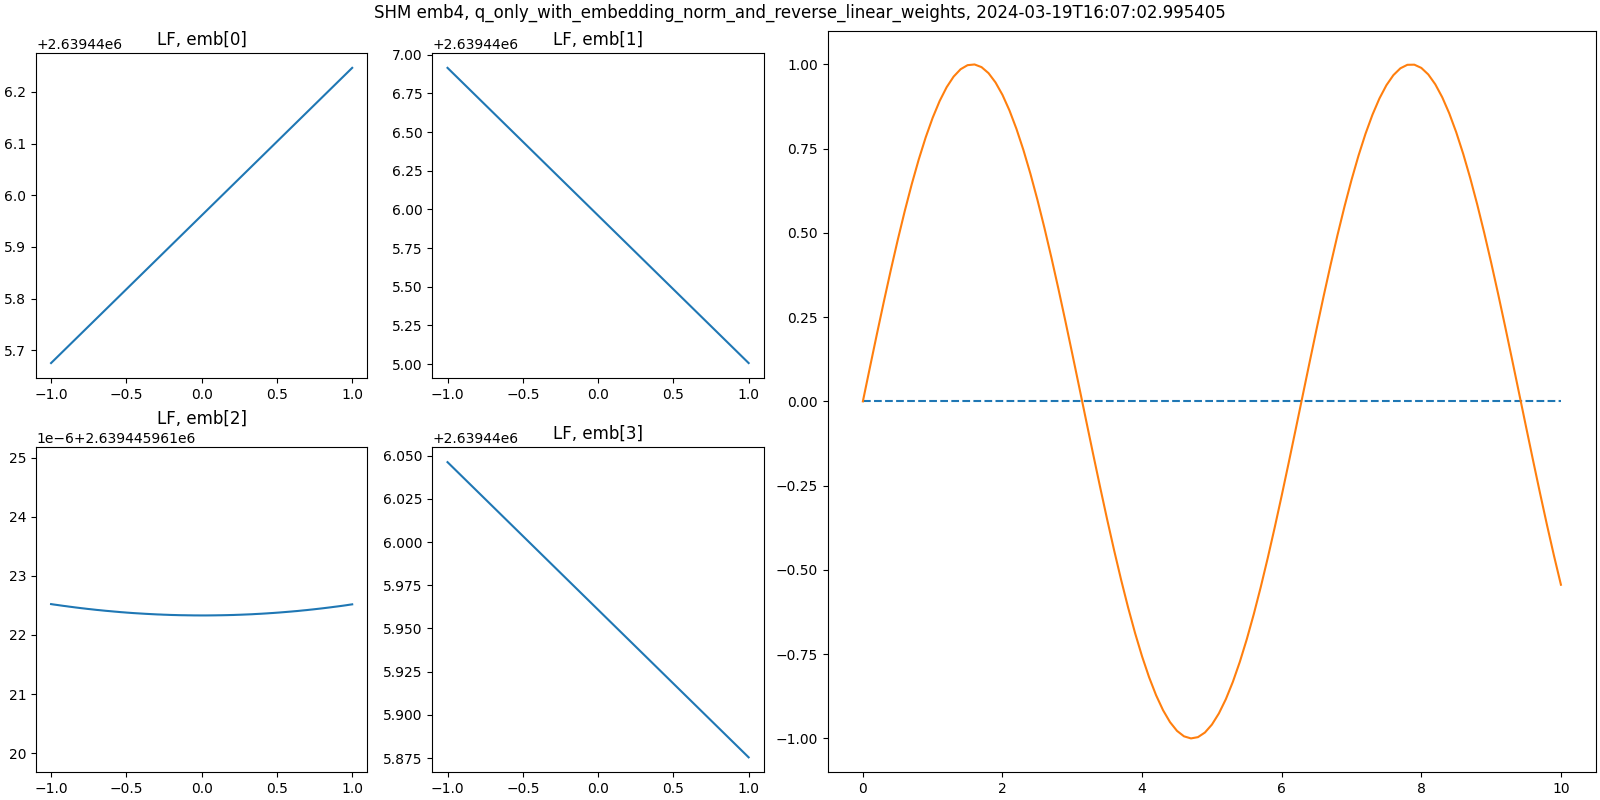 SHM emb4, q_only_with_embedding_norm_and_reverse_linear_weights, 2024-03-19T16:07:02.995405
LF, emb[0]
+2.63944e6
6.2
6.1
6.0
5.9
5.8
5.7
−1.0 −0.5 0.0 0.5 1.0
LF, emb[1]
+2.63944e6
7.00
6.75
6.50
6.25
6.00
5.75
5.50
5.25
5.00
−1.0 −0.5 0.0 0.5 1.0
LF, emb[2]
1e-6+2.639445961e6
25
24
23
22
21
20
−1.0 −0.5 0.0 0.5 1.0
LF, emb[3]
+2.63944e6
6.050
6.025
6.000
5.975
5.950
5.925
5.900
5.875
−1.0 −0.5 0.0 0.5 1.0
1.00
0.75
0.50
0.25
0.00
−0.25
−0.50
−0.75
−1.00
0 2 4 6 8 10